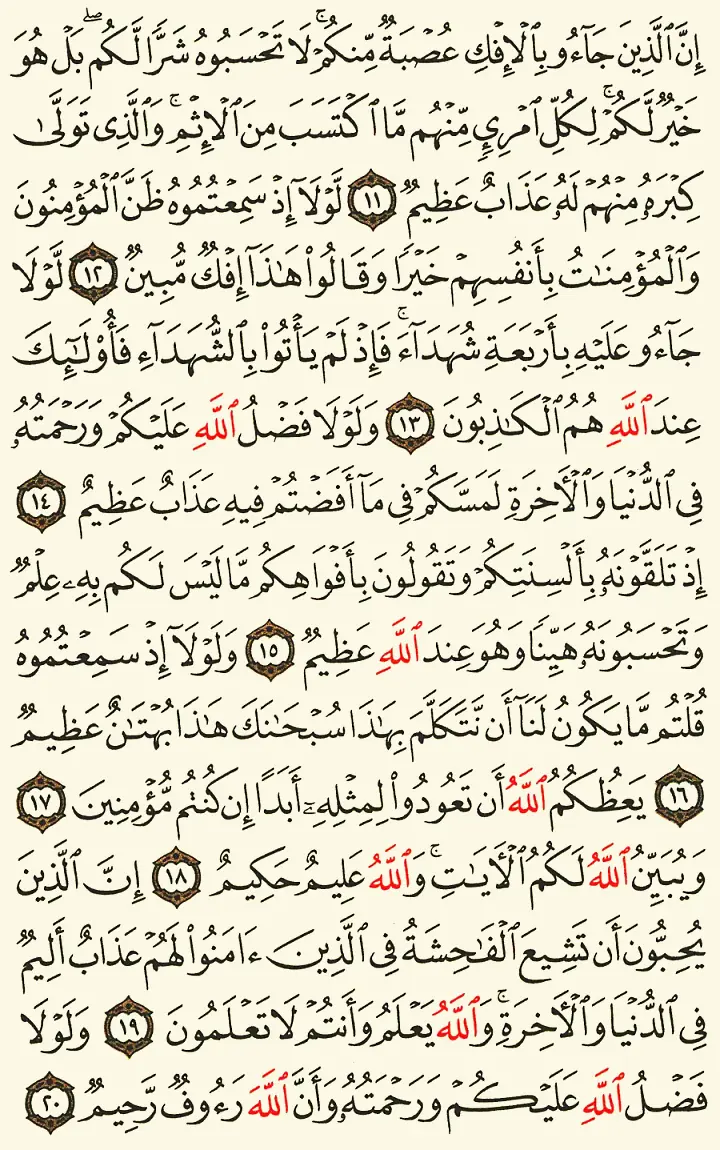 إِنَّ ٱلَّذِينَ جَآءُو بِٱلْإِفْكِ عُصْبَةٌ مِّنكُمْ ۚ لَا تَحْسَبُوهُ شَرًّا لَّكُم ۖ بَلْ هُوَ
خَيْرٌ لَّكُمْ ۚ لِكُلِّ ٱمْرِئٍ مِّنْهُم مَّا ٱكْتَسَبَ مِنَ ٱلْإِثْمِ ۚ وَٱلَّذِى تَوَلَّىٰ
كِبْرَهُۥ مِنْهُمْ لَهُۥ عَذَابٌ عَظِيمٌ ١١ لَّوْلَآ إِذْ سَمِعْتُمُوهُ ظَنَّ ٱلْمُؤْمِنُونَ
وَٱلْمُؤْمِنَٰتُ بِأَنفُسِهِمْ خَيْرًا وَقَالُوا۟ هَٰذَآ إِفْكٌ مُّبِينٌ ١٢ لَّوْلَا
جَآءُو عَلَيْهِ بِأَرْبَعَةِ شُهَدَآءَ ۚ فَإِذْ لَمْ يَأْتُوا۟ بِٱلشُّهَدَآءِ فَأُو۟لَٰٓئِكَ
عِندَ ٱللَّهِ هُمُ ٱلْكَٰذِبُونَ ١٣ وَلَوْلَا فَضْلُ ٱللَّهِ عَلَيْكُمْ وَرَحْمَتُهُۥ
فِى ٱلدُّنْيَا وَٱلْءَاخِرَةِ لَمَسَّكُمْ فِى مَآ أَفَضْتُمْ فِيهِ عَذَابٌ عَظِيمٌ ١٤
إِذْ تَلَقَّوْنَهُۥ بِأَلْسِنَتِكُمْ وَتَقُولُونَ بِأَفْوَاهِكُم مَّا لَيْسَ لَكُم بِهِۦ عِلْمٌ
وَتَحْسَبُونَهُۥ هَيِّنًا وَهُوَ عِندَ ٱللَّهِ عَظِيمٌ ١٥ وَلَوْلَآ إِذْ سَمِعْتُمُوهُ
قُلْتُم مَّا يَكُونُ لَنَآ أَن نَّتَكَلَّمَ بِهَٰذَا سُبْحَٰنَكَ هَٰذَا بُهْتَٰنٌ عَظِيمٌ
١٦ يَعِظُكُمُ ٱللَّهُ أَن تَعُودُوا۟ لِمِثْلِهِۦٓ أَبَدًا إِن كُنتُم مُّؤْمِنِينَ ١٧
وَيُبَيِّنُ ٱللَّهُ لَكُمُ ٱلْءَايَٰتِ ۚ وَٱللَّهُ عَلِيمٌ حَكِيمٌ ١٨ إِنَّ ٱلَّذِينَ
يُحِبُّونَ أَن تَشِيعَ ٱلْفَٰحِشَةُ فِى ٱلَّذِينَ ءَامَنُوا۟ لَهُمْ عَذَابٌ أَلِيمٌ
فِى ٱلدُّنْيَا وَٱلْءَاخِرَةِ ۚ وَٱللَّهُ يَعْلَمُ وَأَنتُمْ لَا تَعْلَمُونَ ١٩ وَلَوْلَا
فَضْلُ ٱللَّهِ عَلَيْكُمْ وَرَحْمَتُهُۥ وَأَنَّ ٱللَّهَ رَءُوفٌ رَّحِيمٌ ٢٠